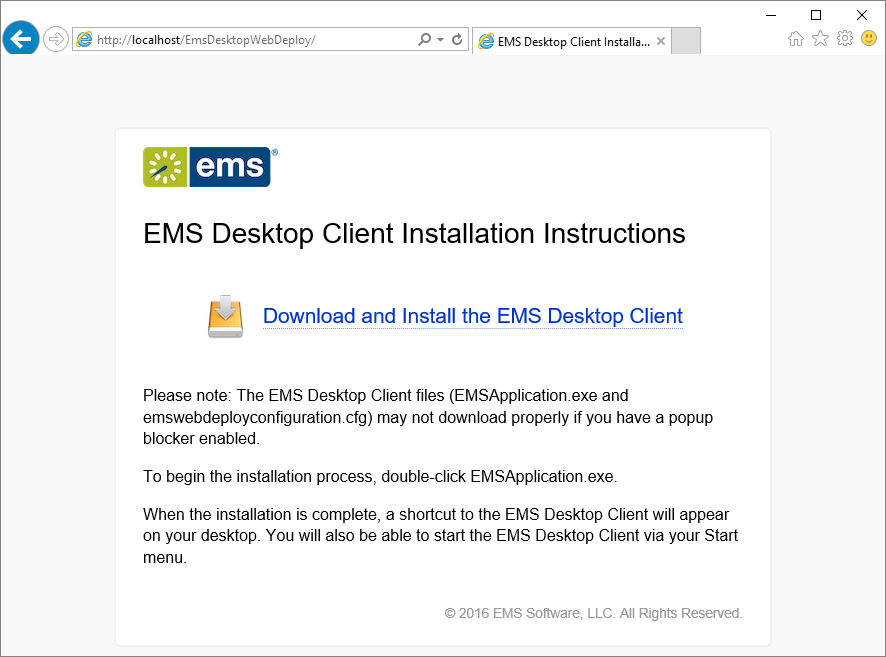 http://localhost/EmsDesktopWebDeploy/
EMS Desktop Client Installa...
ems®
EMS Desktop Client Installation Instructions
Download and Install the EMS Desktop Client
Please note: The EMS Desktop Client files (EMSApplication.exe and
emswebdeployconfiguration.cfg) may not download properly if you have a popup
blocker enabled.
To begin the installation process, double-click EMSApplication.exe.
When the installation is complete, a shortcut to the EMS Desktop Client will appear
on your desktop. You will also be able to start the EMS Desktop Client via your Start
menu.
© 2016 EMS Software, LLC. All Rights Reserved.